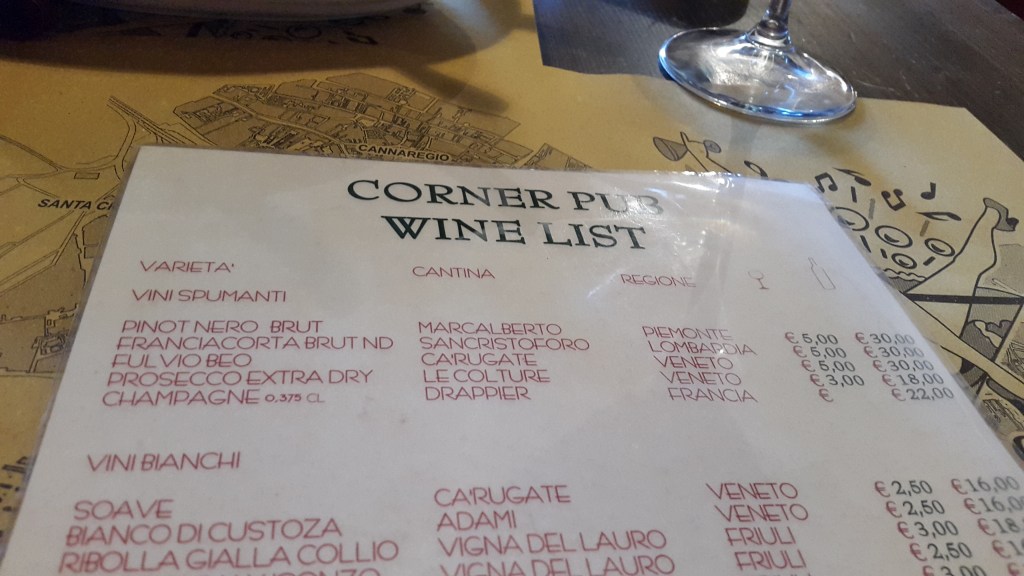 CANNAREGIO
SANTA
CORNER PUB
WINE LIST
VARIETA' CANTINA REGIONE
VINI SPUMANTI
PINOT NERO BRUT MARCALBERTO PIEMONTE € 5,00 € 30,00
FRANCIACORTA BRUT ND SANCRISTOFORO LOMBARDIA € 5,00 € 30,00
FULVIO BEO CA'RUGATE VENETO € 5,00 € 30,00
PROSECCO EXTRA DRY LE COLTURE VENETO € 3,00 € 18,00
CHAMPAGNE 0,375 CL DRAPPIER FRANCIA € € 22,00
VINI BIANCHI
SOAVE CA'RUGATE VENETO € 2,50 € 16,00
BIANCO DI CUSTOZA ADAMI VENETO € 2,50 € 16,00
RIBOLLA GIALLA COLLIO VIGNA DEL LAURO FRIULI € 3,00 € 18
VIGNA DEL LAURO FRIULI € 2,50